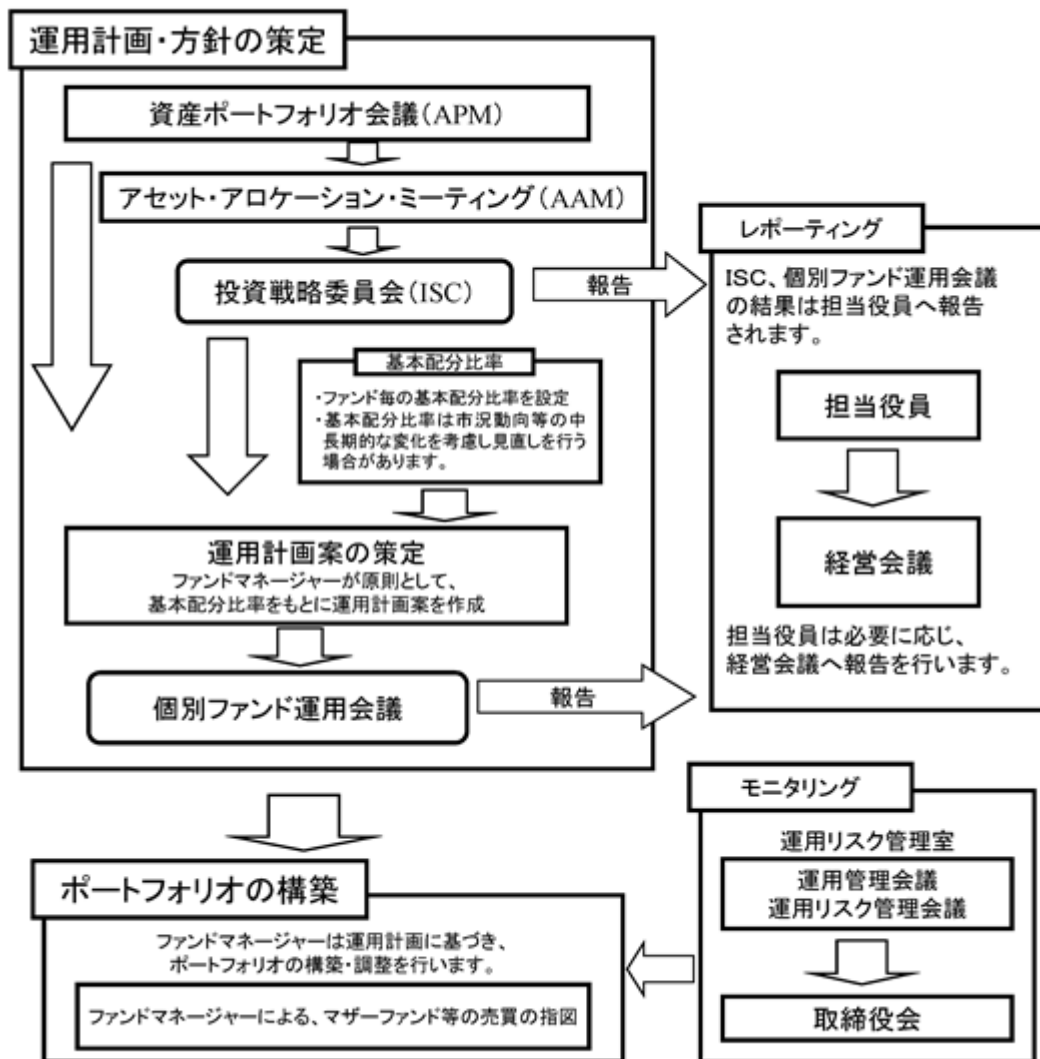 運用計画・方針の策定
資産ポートフォリオ会議(APM)
アセット・アロケーション・ミーティング(AAM)
投資戦略委員会(ISC)
報告
基本配分比率
・ファンド毎の基本配分比率を設定
・基本配分比率は市況動向等の中
長期的な変化を考慮し見直しを行う
場合があります。
運用計画案の策定
ファンドマネージャーが原則として、
基本配分比率をもとに運用計画案を作成
個別ファンド運用会議
報告
レポーティング
ISC、個別ファンド運用会議
の結果は担当役員へ報告
されます。
担当役員
経営会議
担当役員は必要に応じ、
経営会議へ報告を行います。
ポートフォリオの構築
ファンドマネージャーは運用計画に基づき、
ポートフォリオの構築・調整を行います。
ファンドマネージャーによる、マザーファンド等の売買の指図
モニタリング
運用リスク管理室
運用管理会議
運用リスク管理会議
取締役会